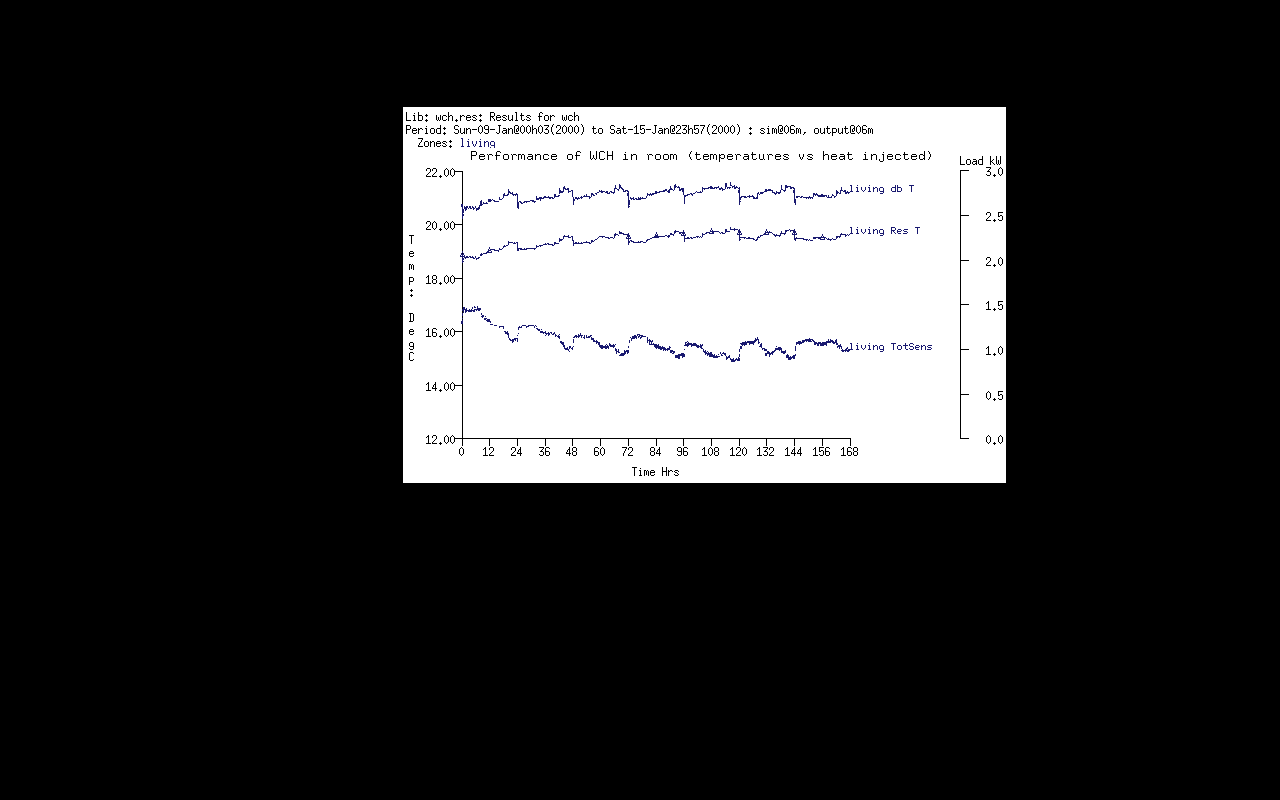 Lib: wch.res: Results for wch
Period: Sun-09-Jan@00h03(2000) to Sat-15-Jan@23h57(2000) : sim@06m, output@06m
Zones: living
Performance of WCH in room (temperatures vs heat injected)
Load kW
22.00
20.00
18.00
16.00
14.00
12.00
Temp: DegC
living db T
living Res T
living TotSens
3.0
2.5
2.0
1.5
1.0
0.5
0.0
0 12 24 36 48 60 72 84 96 108 120 132 144 156 168
Time Hrs